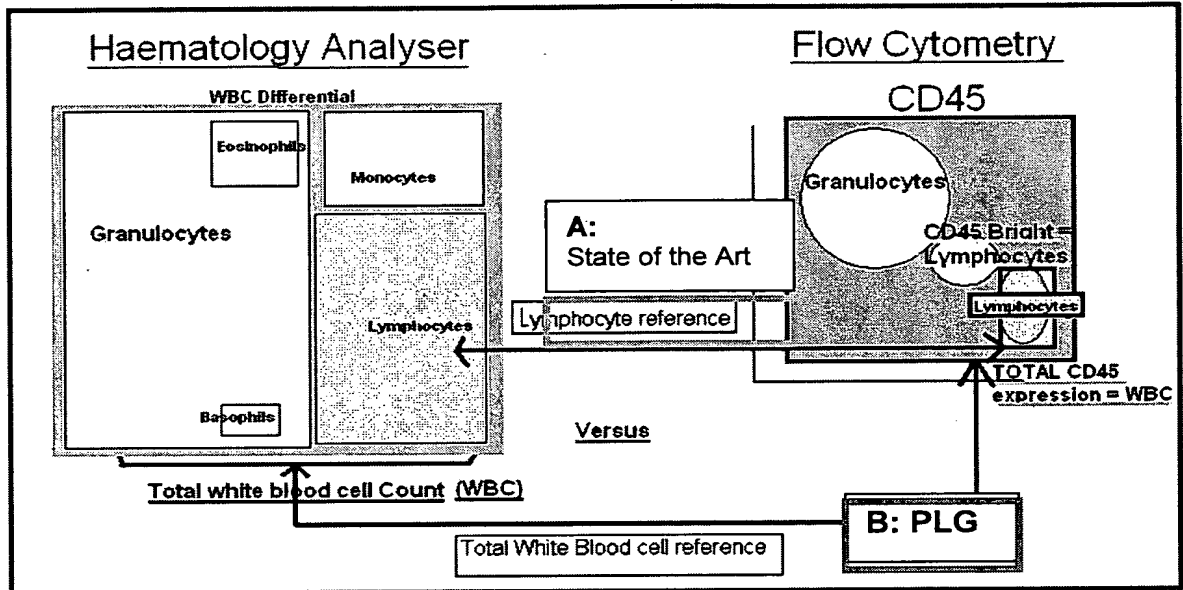 Haematology Analyser
WBC Differential
Eosinophils
Monocytes
Granulocytes
Lymphocytes
Basophils
Total white blood cell Count (WBC)
A:
State of the Art
Lymphocyte reference
Versus
Total White Blood cell reference
Flow Cytometry
CD45
Granulocytes
CD45 Bright =
Lymphocytes
Lymphocytes
TOTAL CD45
expression = WBC
B: PLG